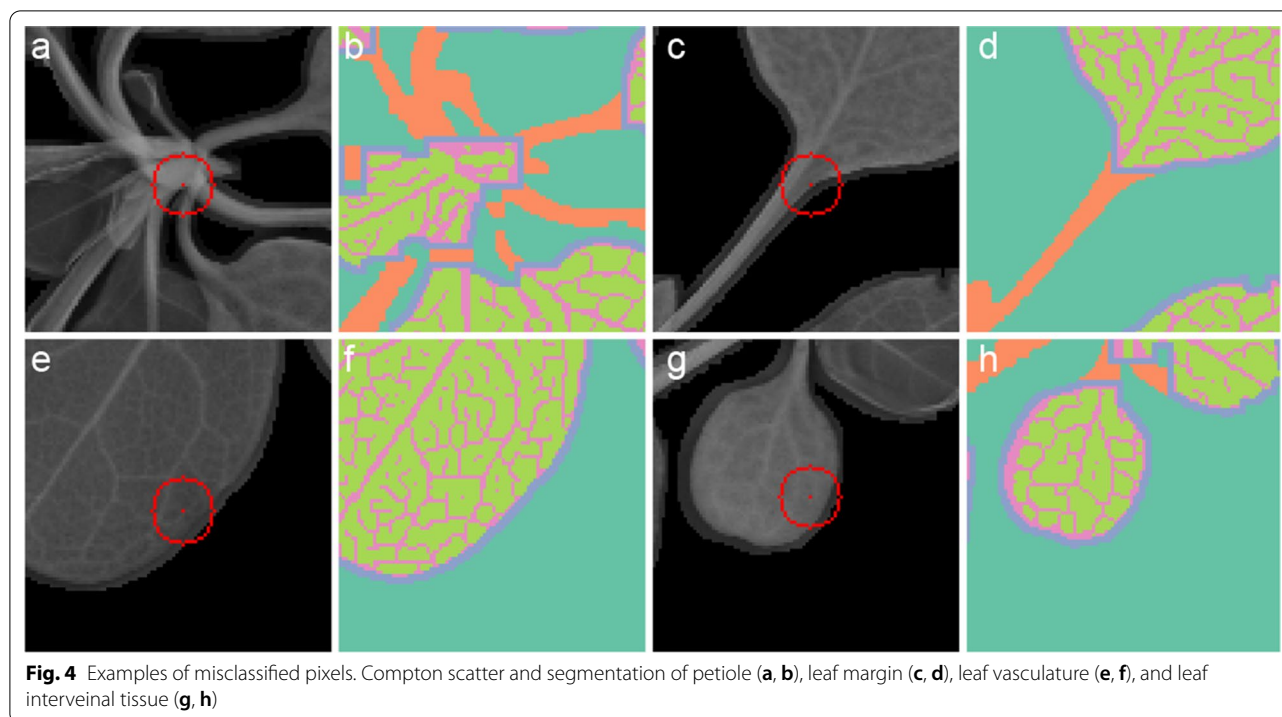 a b c d
e f g h
Fig. 4 Examples of misclassified pixels. Compton scatter and segmentation of petiole (a, b), leaf margin (c, d), leaf vasculature (e, f), and leaf
interveinal tissue (g, h)